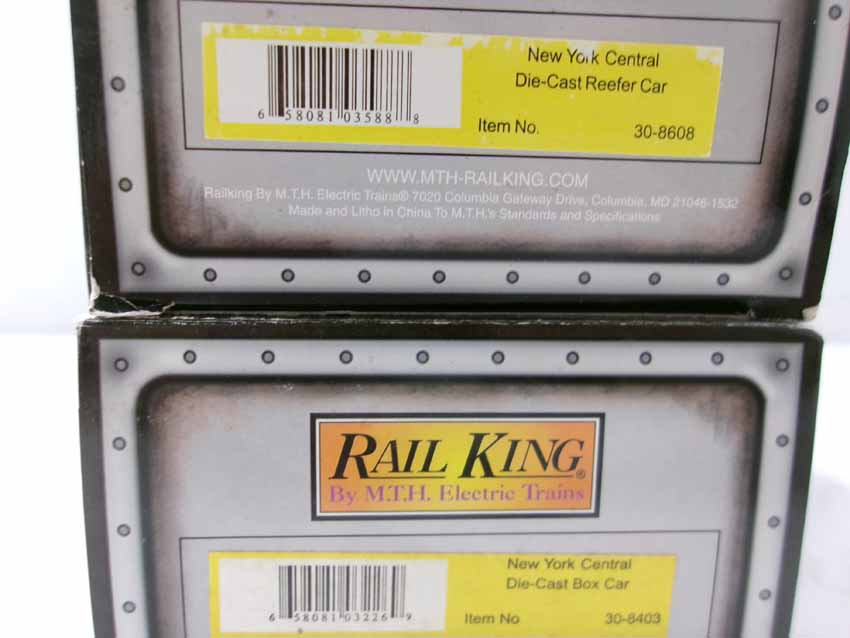 New York Central
Die-Cast Reefer Car
6 58081 03588 8
Item No. 30-8608
WWW.MTH-RAILKING.COM
Railking By M.T.H. Electric Trains® 7020 Columbia Gateway Drive, Columbia, MD 21046-1532
Made and Litho in China To M.T.H.'s Standards and Specifications
RAIL KING®
By M.T.H. Electric Trains
New York Central
Die-Cast Box Car
6 58081 03226 9
Item No 30-8403